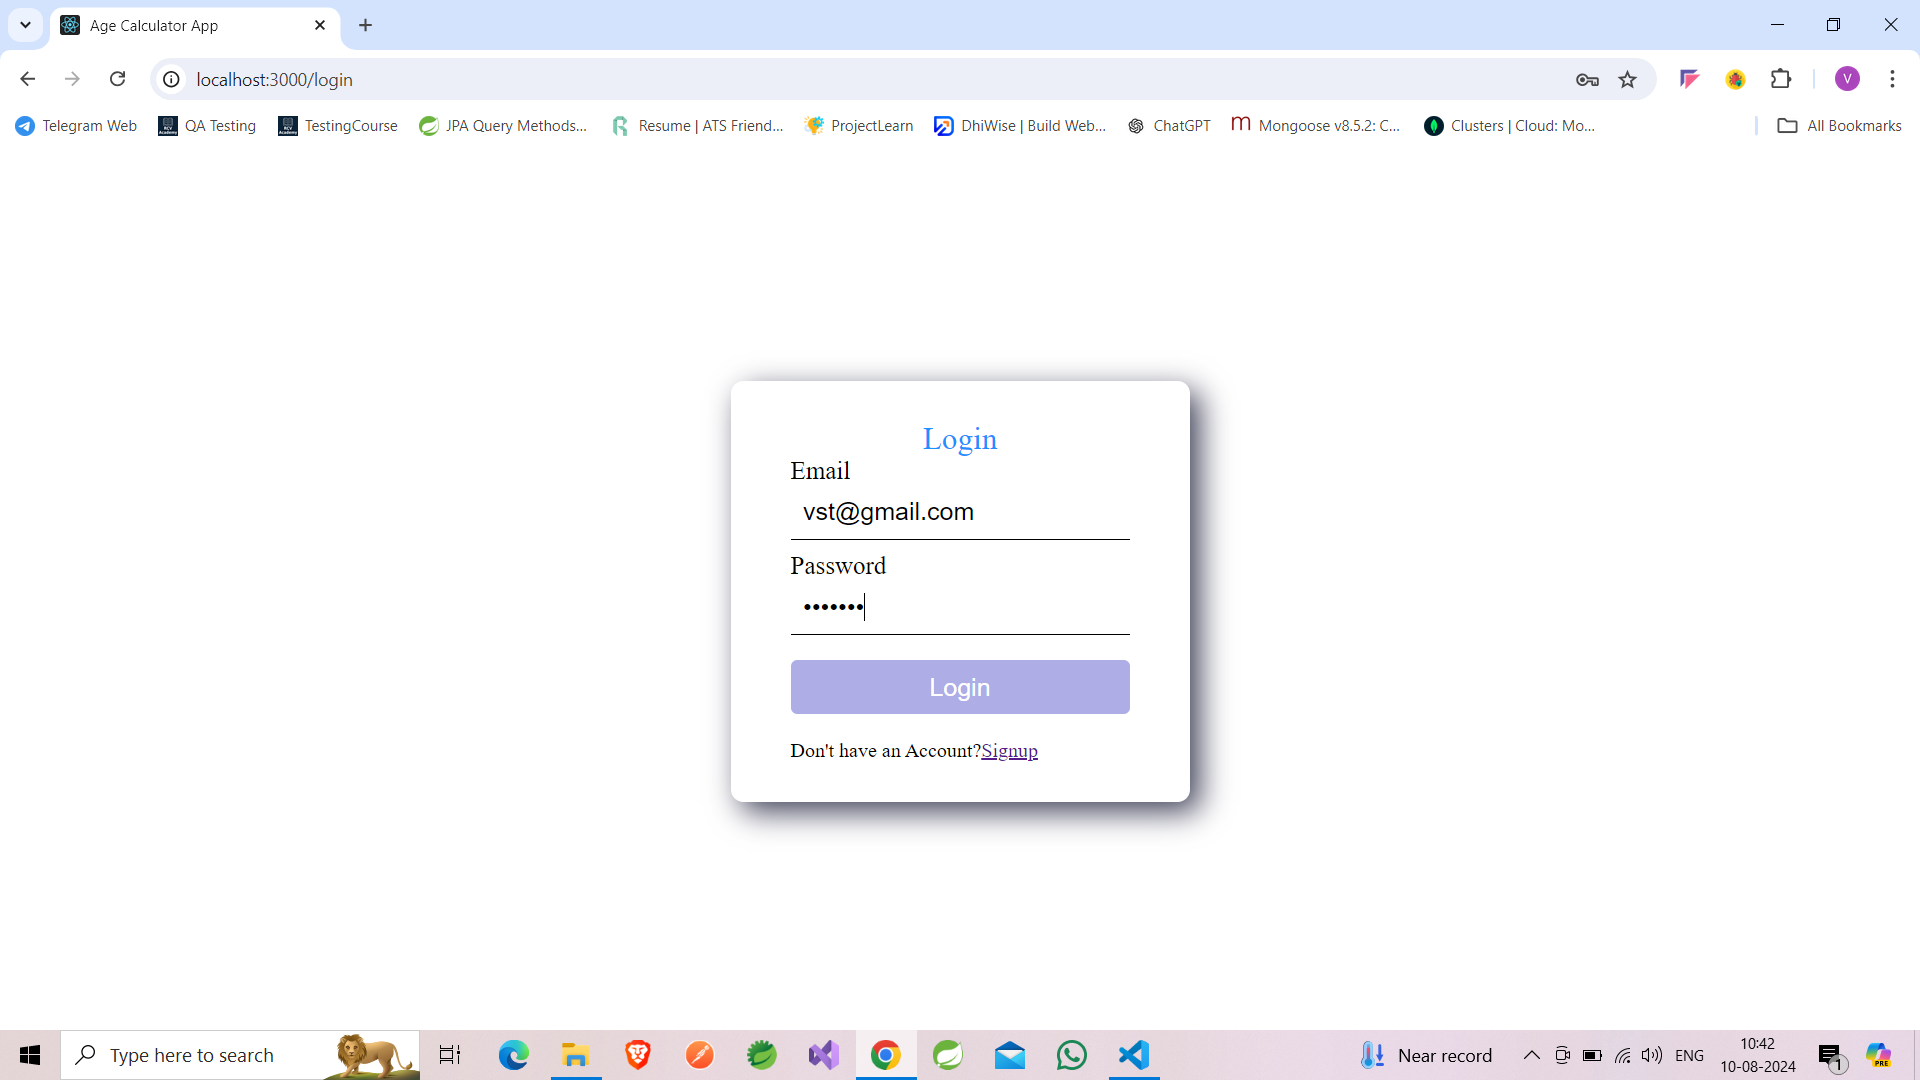 Age Calculator App
localhost:3000/login
V
Telegram Web
QA Testing
TestingCourse
JPA Query Methods...
Resume | ATS Friend...
ProjectLearn
DhiWise | Build Web...
ChatGPT
Mongoose v8.5.2: C...
Clusters | Cloud: Mo...
All Bookmarks
Login
Email
vst@gmail.com
Password
•••••••
Login
Don't have an Account?Signup
Type here to search
Near record
ENG
10:42
10-08-2024
1
PRE